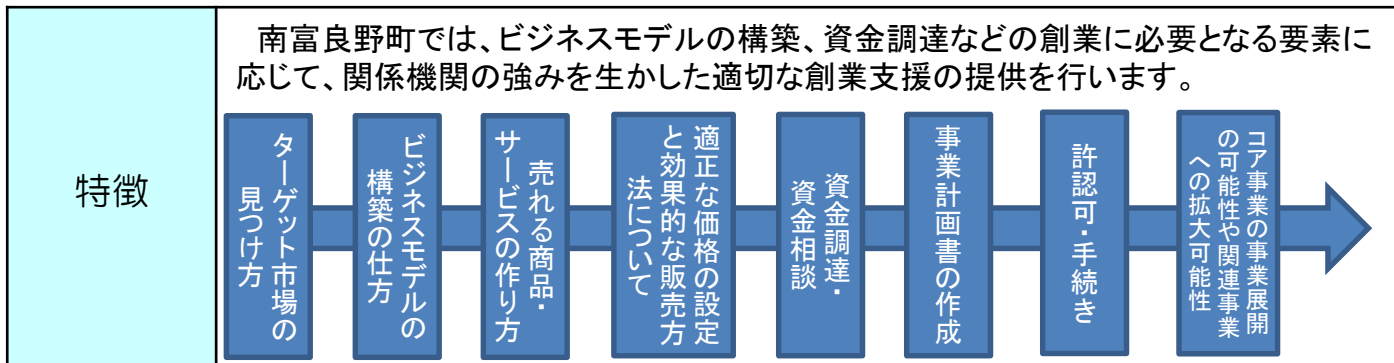 特徴
南富良野町では、ビジネスモデルの構築、資金調達などの創業に必要となる要素に
応じて、関係機関の強みを生かした適切な創業支援の提供を行います。
ターゲット市場の
見つけ方
ビジネスモデルの
構築の仕方
売れる商品・
サービスの作り方
適正な価格の設定
と効果的な販売方
法について
資金調達・
資金相談
事業計画書の作成
許認可・手続き
コア事業の事業展開
の可能性や関連事業
への拡大可能性